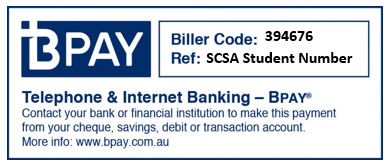 BPAY
Biller Code: 394676
Ref: SCSA Student Number
Telephone & Internet Banking – BPAY®
Contact your bank or financial institution to make this payment
from your cheque, savings, debit or transaction account.
More info: www.bpay.com.au